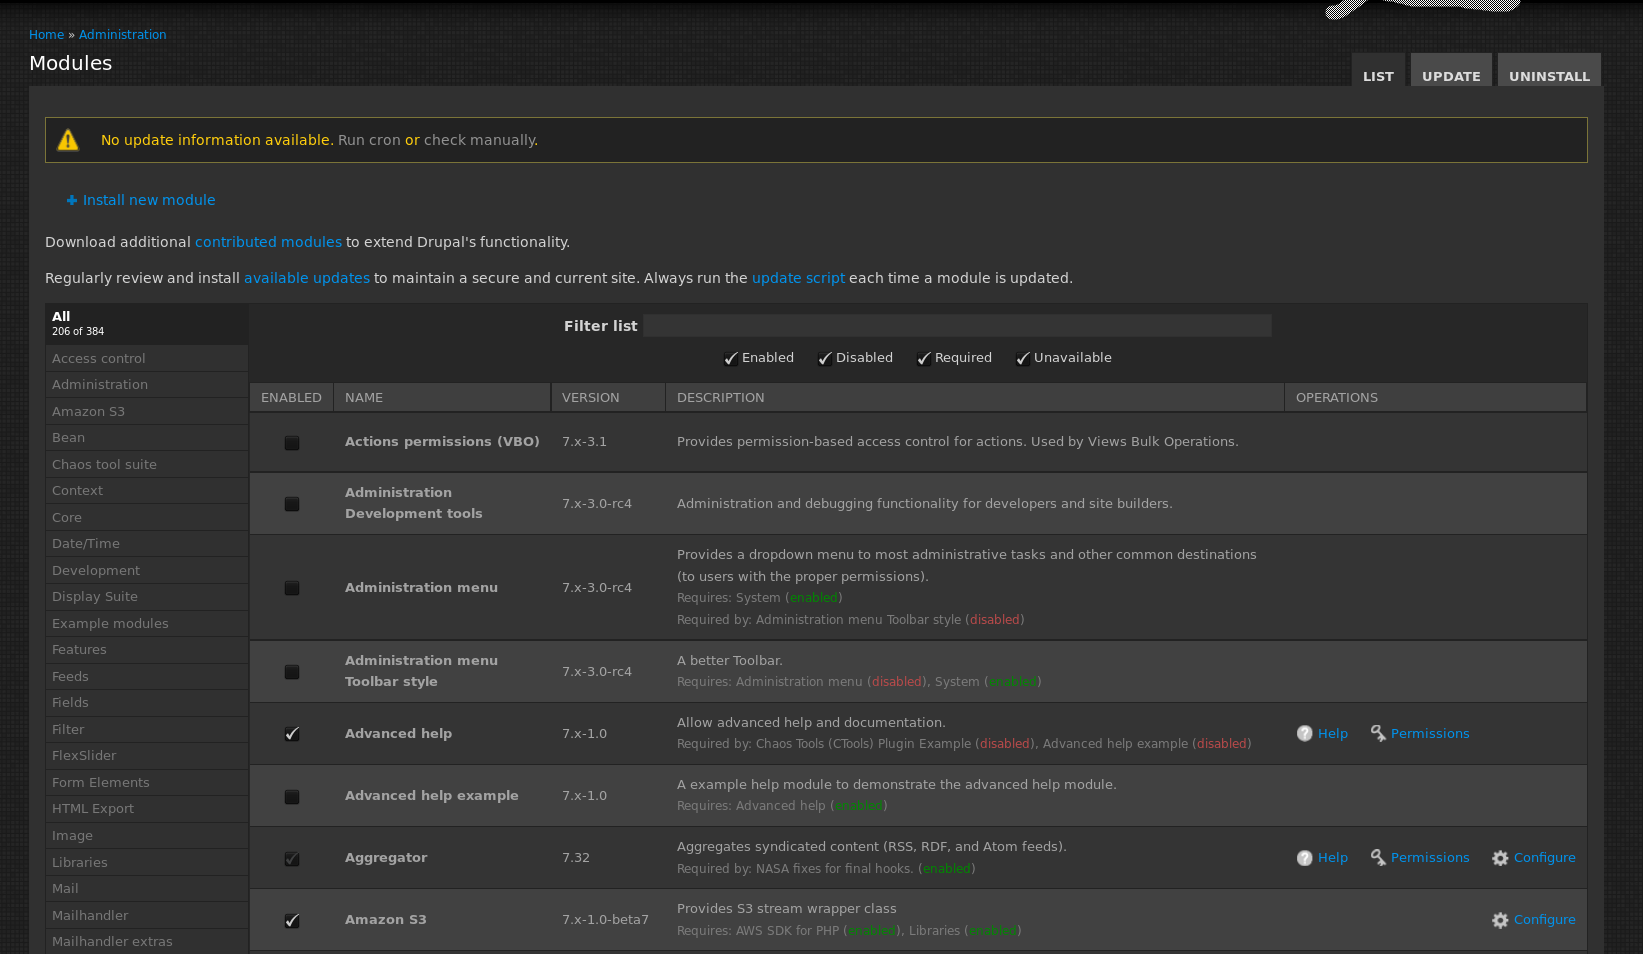 Home » Administration
Modules
LIST UPDATE UNINSTALL
No update information available. Run cron or check manually.
Install new module
Download additional contributed modules to extend Drupal's functionality.
Regularly review and install available updates to maintain a secure and current site. Always run the update script each time a module is updated.
All
206 of 384
Access control
Administration
Amazon S3
Bean
Chaos tool suite
Context
Core
Date/Time
Development
Display Suite
Example modules
Features
Feeds
Fields
Filter
FlexSlider
Form Elements
HTML Export
Image
Libraries
Mail
Mailhandler
Mailhandler extras
Filter list
Enabled Disabled Required Unavailable
ENABLED NAME VERSION DESCRIPTION OPERATIONS
Actions permissions (VBO) 7.x-3.1 Provides permission-based access control for actions. Used by Views Bulk Operations.
Administration
Development tools
7.x-3.0-rc4
Administration and debugging functionality for developers and site builders.
Administration menu
7.x-3.0-rc4
Provides a dropdown menu to most administrative tasks and other common destinations
(to users with the proper permissions).
Requires: System (enabled)
Required by: Administration menu Toolbar style (disabled)
Administration menu
Toolbar style
7.x-3.0-rc4
A better Toolbar.
Requires: Administration menu (disabled), System (enabled)
Advanced help
7.x-1.0
Allow advanced help and documentation.
Required by: Chaos Tools (CTools) Plugin Example (disabled), Advanced help example (disabled)
Help Permissions
Advanced help example
7.x-1.0
A example help module to demonstrate the advanced help module.
Requires: Advanced help (enabled)
Aggregator
7.32
Aggregates syndicated content (RSS, RDF, and Atom feeds).
Required by: NASA fixes for final hooks. (enabled)
Help Permissions Configure
Amazon S3
7.x-1.0-beta7
Provides S3 stream wrapper class
Requires: AWS SDK for PHP (enabled), Libraries (enabled)
Configure